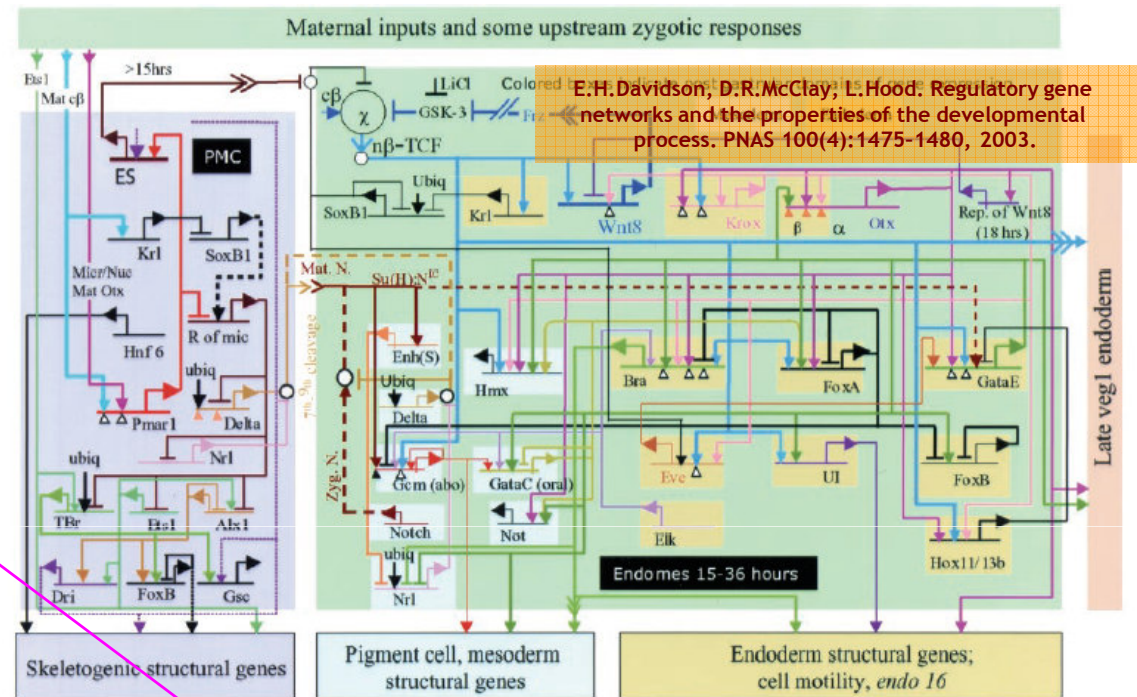 Maternal inputs and some upstream zygotic responses
Ets1
Mat cβ
>15hrs
LiCl
cβ
χ
GSK-3
Frz
E.H.Davidson, D.R.McClay, L.Hood. Regulatory gene
networks and the properties of the developmental
process. PNAS 100(4):1475-1480, 2003.
PMC
ES
nβ-TCF
Ubiq
SoxB1
Krl
Wnt8
Krox
β
α
Otx
Rep. of Wnt8
(18 hrs)
Krl
SoxB1
Micr/Nuc
Mat Otx
Mat. N.
Su(H):N^IC
R of mic
Hnf 6
7th-9th cleavage
Enh(S)
Hmx
Bra
FoxA
GataE
ubiq
Pmar1
Delta
Ubiq
Delta
Nrl
Zyg. N.
Gcm (abo)
GataC (oral)
Eve
UI
FoxB
ubiq
TBr
Ets1
Alx1
Notch
Not
Elk
Hox11/13b
ubiq
Nrl
Endomes 15-36 hours
Dri
FoxB
Gsc
Late veg1 endoderm
Skeletogenic structural genes
Pigment cell, mesoderm
structural genes
Endoderm structural genes;
cell motility, endo 16